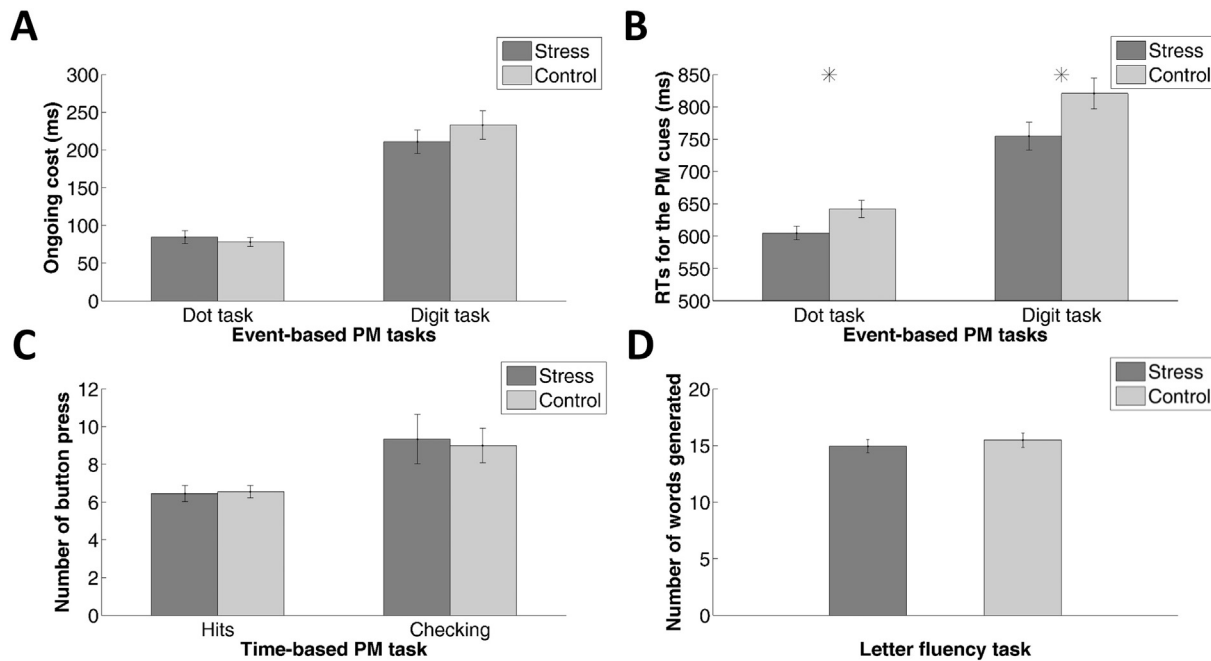 A
Stress
Control
Ongoing cost (ms)
300
250
200
150
100
50
0
Dot task
Digit task
Event-based PM tasks
B
Stress
Control
RTs for the PM cues (ms)
850
800
750
700
650
600
550
500
Dot task
Digit task
Event-based PM tasks
C
Stress
Control
Number of button press
12
10
8
6
4
2
0
Hits
Checking
Time-based PM task
D
Stress
Control
Number of words generated
20
15
10
5
0
Letter fluency task